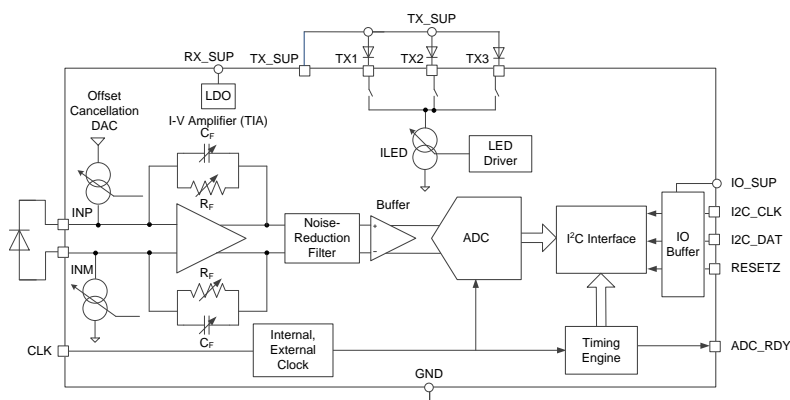 TX_SUP
RX_SUP
TX_SUP
TX1
TX2
TX3
LDO
Offset
Cancellation
DAC
I-V Amplifier (TIA)
CF
RF
ILED
LED
Driver
IO_SUP
INP
Buffer
Noise-
Reduction
Filter
+
−
ADC
I2C Interface
IO
Buffer
I2C_CLK
I2C_DAT
RESETZ
INM
RF
CF
CLK
Internal,
External
Clock
Timing
Engine
ADC_RDY
GND